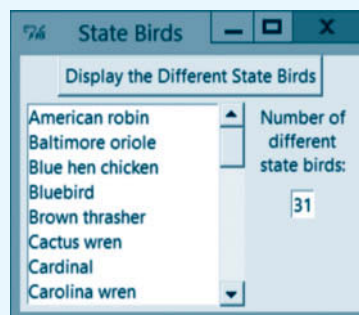 State Birds
Display the Different State Birds
American robin
Baltimore oriole
Blue hen chicken
Bluebird
Brown thrasher
Cactus wren
Cardinal
Carolina wren
Number of
different
state birds:
31